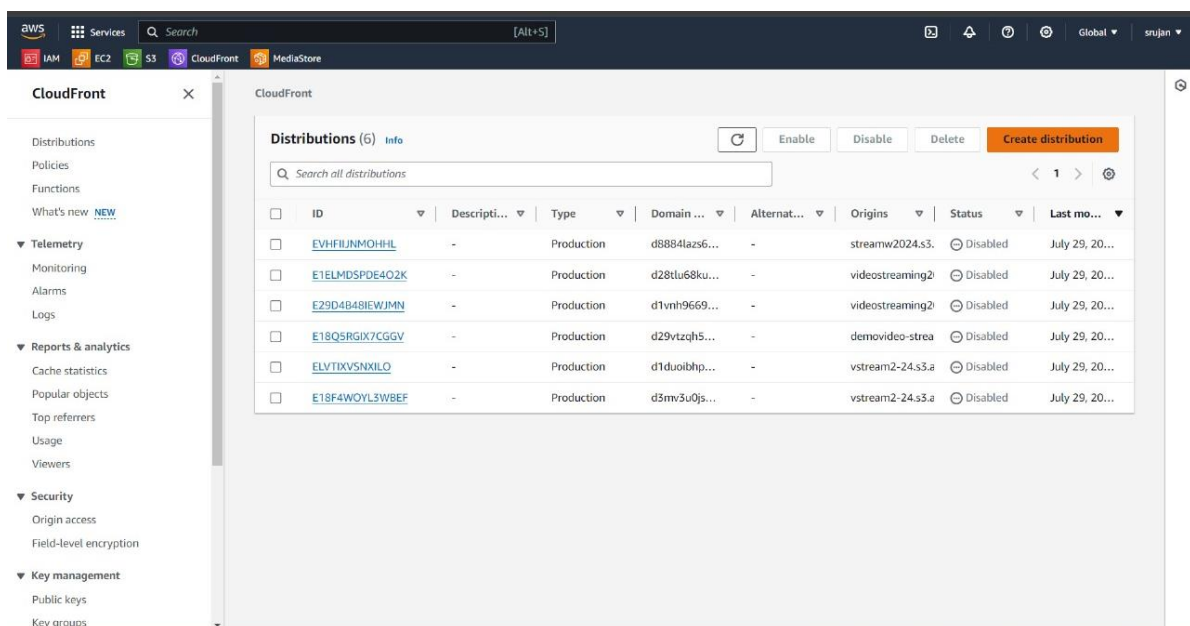 aws Services Search [Alt+S] Global srujan
IAM EC2 S3 CloudFront MediaStore
CloudFront
Distributions
Policies
Functions
What's new NEW
Telemetry
Monitoring
Alarms
Logs
Reports & analytics
Cache statistics
Popular objects
Top referrers
Usage
Viewers
Security
Origin access
Field-level encryption
Key management
Public keys
Key groups
CloudFront
Distributions (6) Info Enable Disable Delete Create distribution
Search all distributions 1
ID Descripti... Type Domain ... Alternat... Origins Status Last mo...
EVHFIIJNMOHHL - Production d8884lazs6... - streamw2024.s3. Disabled July 29, 20...
E1ELMDSPDE4O2K - Production d28tlu68ku... - videostreaming2 Disabled July 29, 20...
E29D4B48IEWJMN - Production d1vnh9669... - videostreaming2 Disabled July 29, 20...
E18Q5RGIX7CGGV - Production d29vtzqh5... - demovideo-strea Disabled July 29, 20...
ELVTIXVSNXILO - Production d1duoibhp... - vstream2-24.s3.a Disabled July 29, 20...
E18F4WOYL3WBEF - Production d3mv3u0js... - vstream2-24.s3.a Disabled July 29, 20...